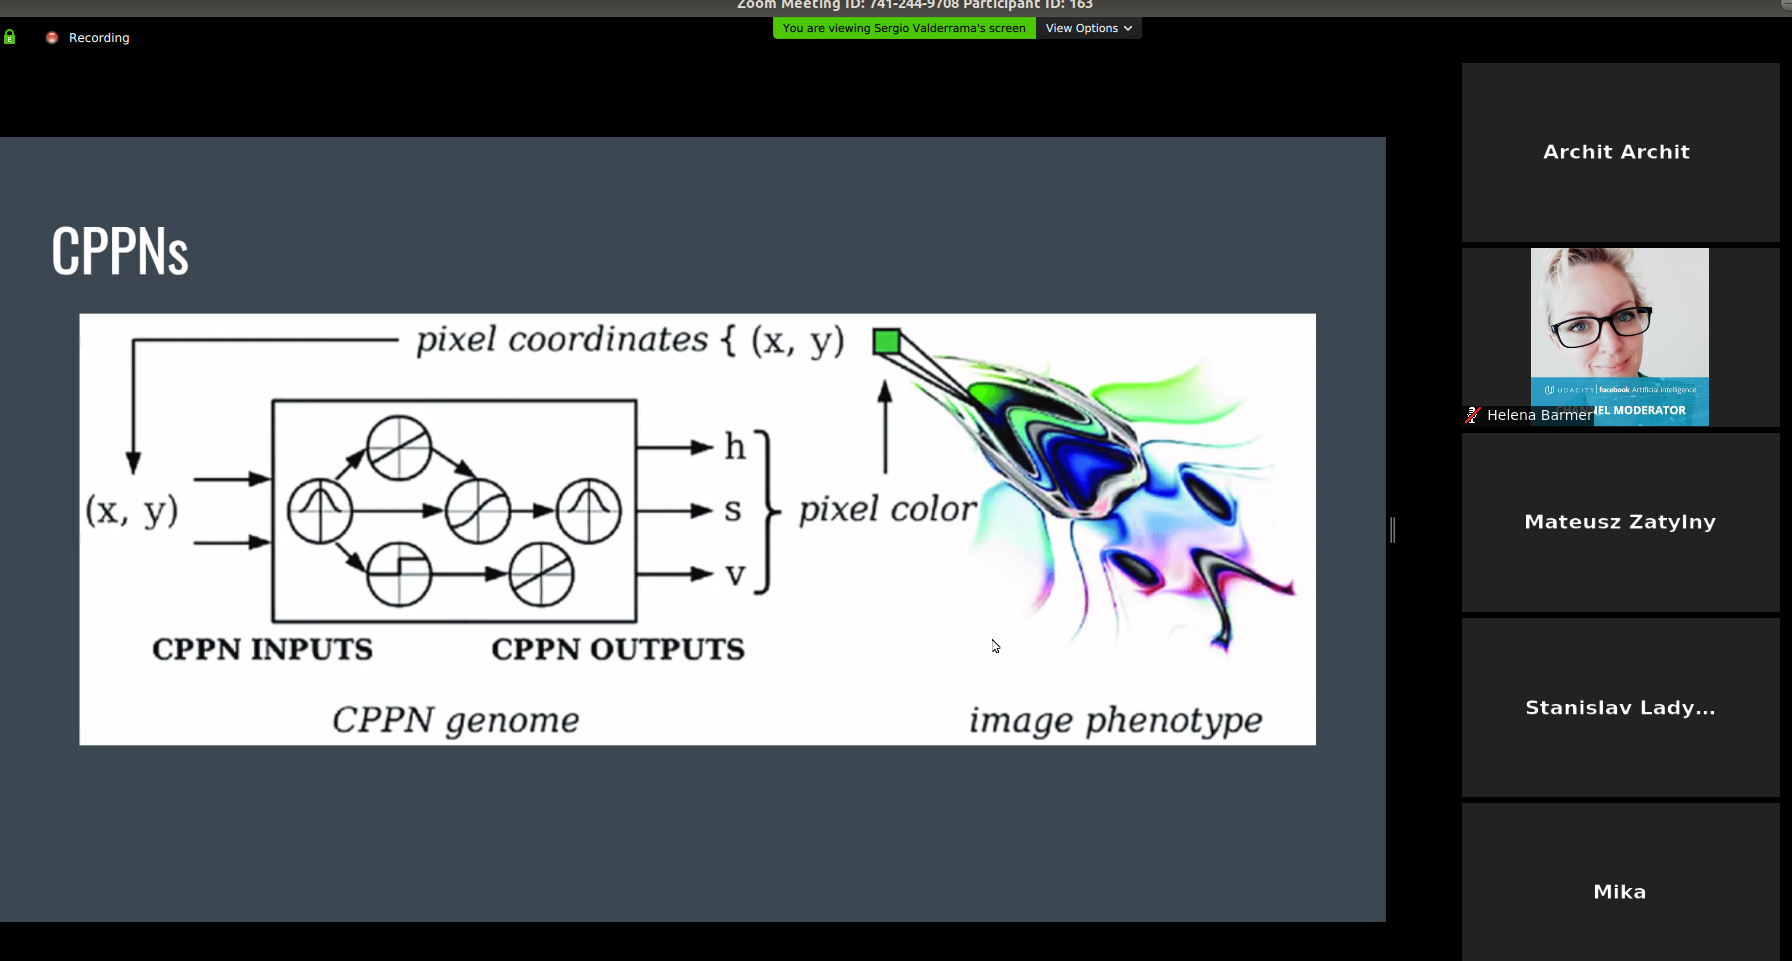 Zoom Meeting ID: 741-244-9708 Participant ID: 163
Recording
You are viewing Sergio Valderrama's screen View Options
CPPNs
pixel coordinates { (x, y)
(x, y)
h
s
v
pixel color
CPPN INPUTS CPPN OUTPUTS
CPPN genome
image phenotype
Archit Archit
UDACITY facebook Artificial Intelligence
NEL MODERATOR
Helena Barmer
Mateusz Zatylny
Stanislav Lady...
Mika